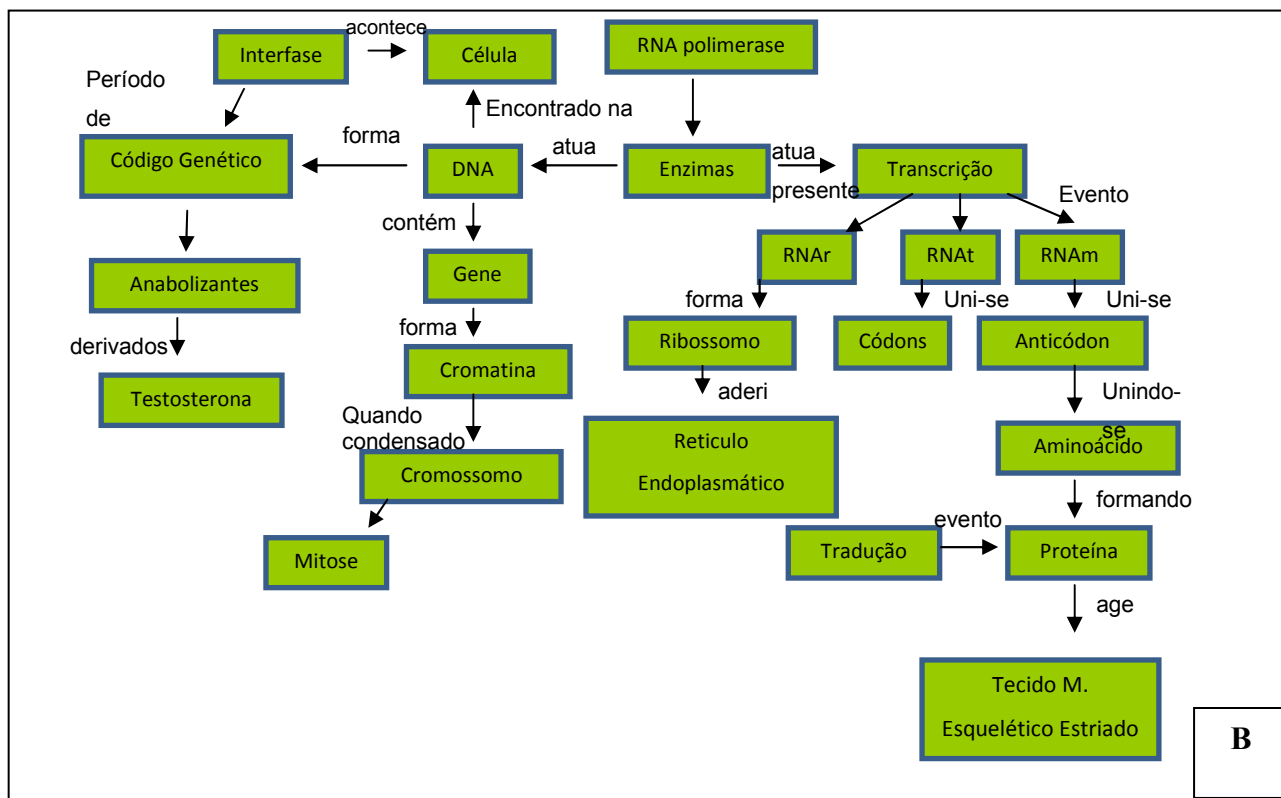 acontece
Interfase
Célula
RNA polimerase
Período
de
Encontrado na
forma
atua
atua
presente
Código Genético
DNA
Enzimas
Transcrição
Evento
contém
RNAr
RNAt
RNAm
Anabolizantes
Gene
forma
Uni-se
Uni-se
derivados
forma
Ribossomo
Códons
Anticódon
Testosterona
Cromatina
aderi
Unindo-
se
Quando
condensado
Reticulo
Endoplasmático
Aminoácido
Cromossomo
formando
evento
Mitose
Tradução
Proteína
age
Tecido M.
Esquelético Estriado
B